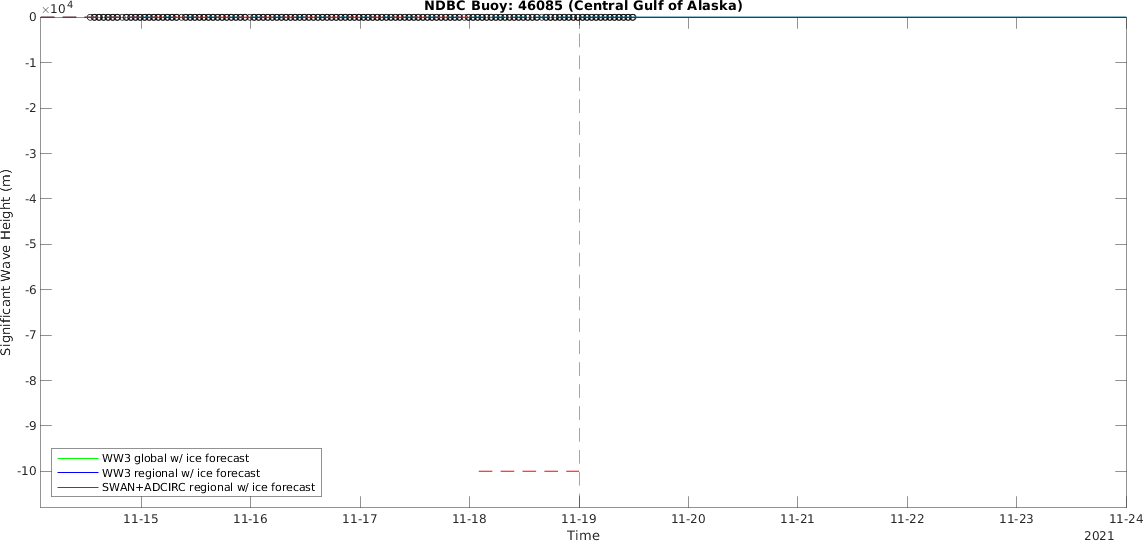 NDBC Buoy: 46085 (Central Gulf of Alaska)
×10^4
0
-1
-2
-3
-4
-5
-6
-7
-8
-9
-10
Significant Wave Height (m)
WW3 global w/ ice forecast
WW3 regional w/ ice forecast
SWAN+ADCIRC regional w/ ice forecast
11-15 11-16 11-17 11-18 11-19 11-20 11-21 11-22 11-23 11-24
Time
2021